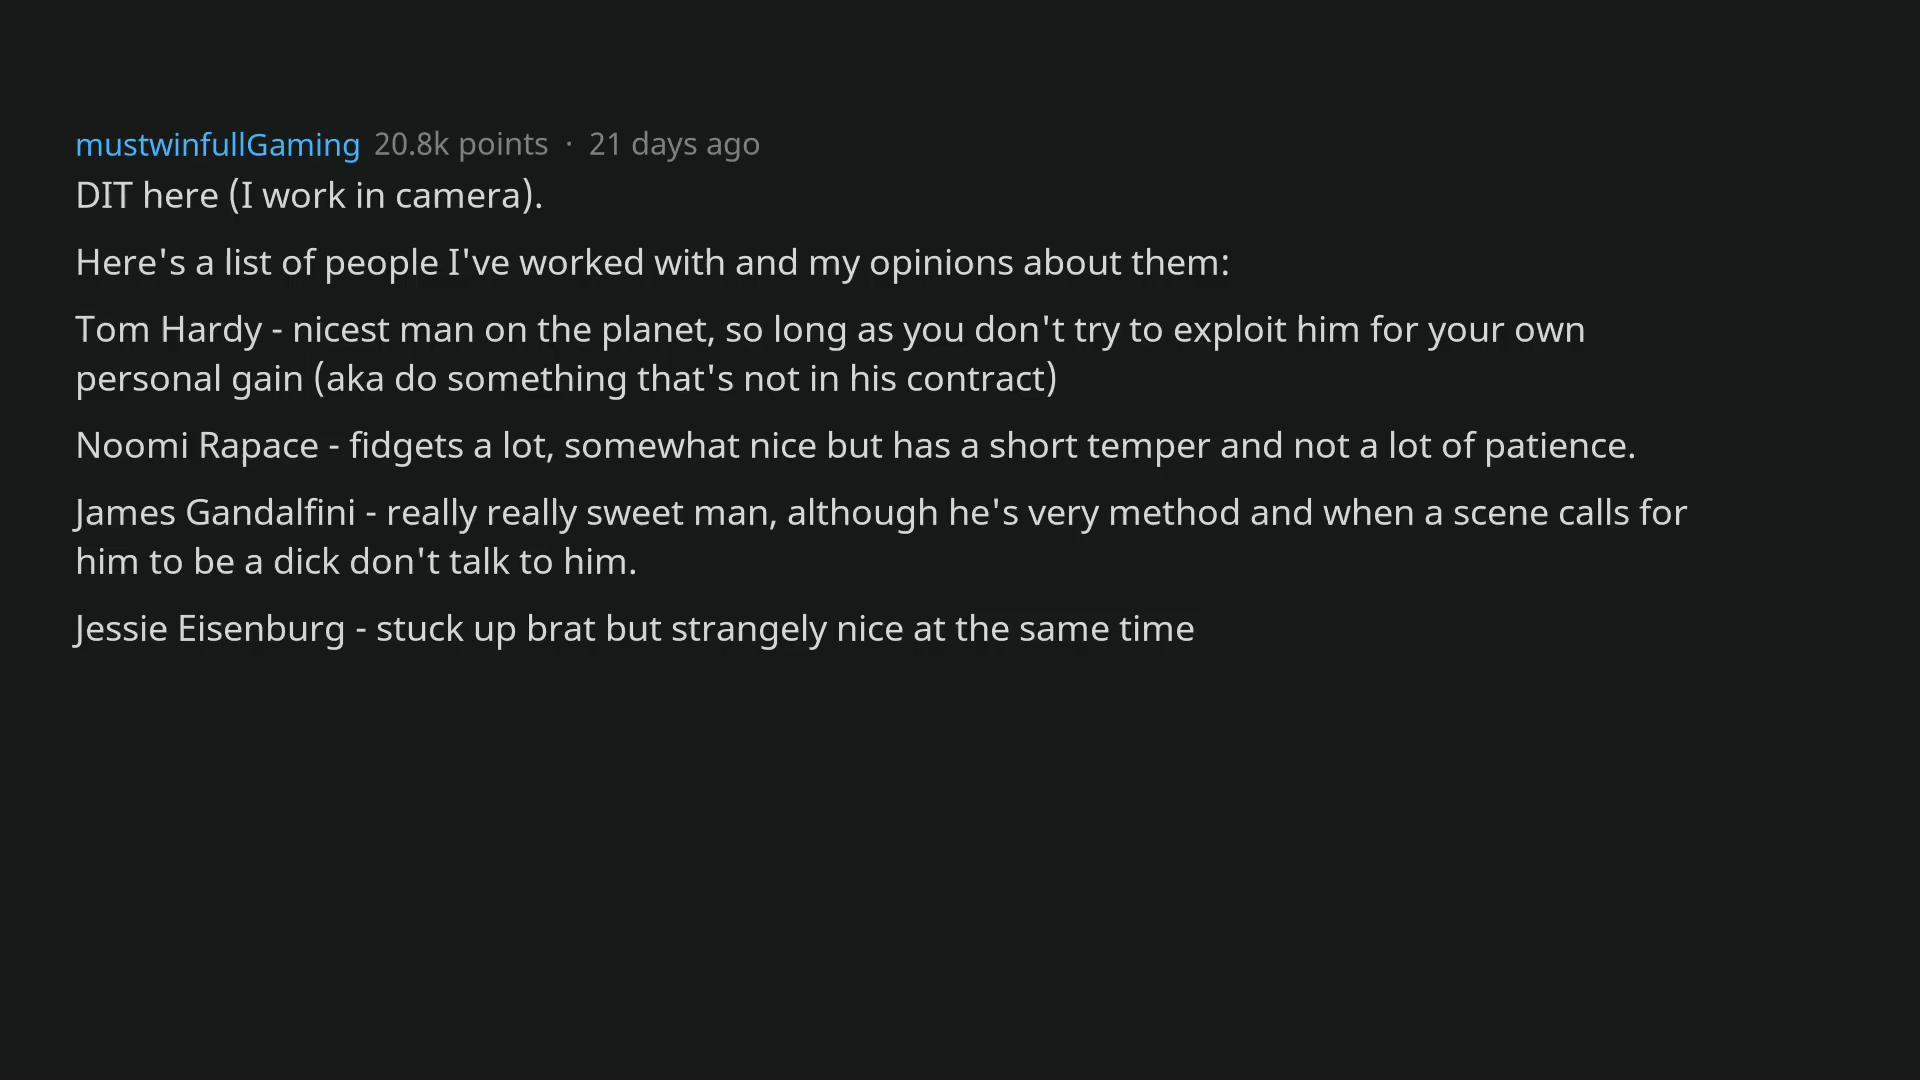 mustwinfullGaming 20.8k points · 21 days ago
DIT here (I work in camera).
Here's a list of people I've worked with and my opinions about them:
Tom Hardy - nicest man on the planet, so long as you don't try to exploit him for your own
personal gain (aka do something that's not in his contract)
Noomi Rapace - fidgets a lot, somewhat nice but has a short temper and not a lot of patience.
James Gandalfini - really really sweet man, although he's very method and when a scene calls for
him to be a dick don't talk to him.
Jessie Eisenburg - stuck up brat but strangely nice at the same time